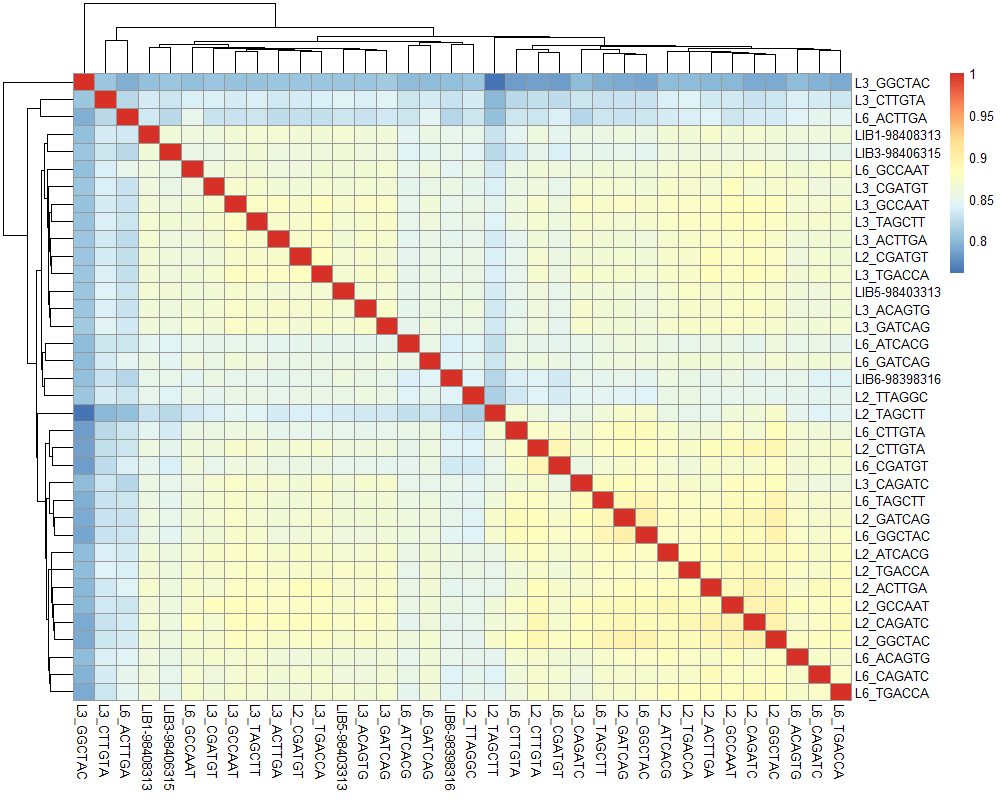 1
0.95
0.9
0.85
0.8
L3_GGCTAC
L3_CTTGTA
L6_ACTTGA
LIB1-98408313
LIB3-98406315
L6_GCCAAT
L3_CGATGT
L3_GCCAAT
L3_TAGCTT
L3_ACTTGA
L2_CGATGT
L3_TGACCA
LIB5-98403313
L3_ACAGTG
L3_GATCAG
L6_ATCACG
L6_GATCAG
LIB6-98398316
L2_TTAGGC
L2_TAGCTT
L6_CTTGTA
L2_CTTGTA
L6_CGATGT
L3_CAGATC
L6_TAGCTT
L2_GATCAG
L6_GGCTAC
L2_ATCACG
L2_TGACCA
L2_ACTTGA
L2_GCCAAT
L2_CAGATC
L2_GGCTAC
L6_ACAGTG
L6_CAGATC
L6_TGACCA
L3_GGCTAC
L3_CTTGTA
L6_ACTTGA
LIB1-98408313
LIB3-98406315
L6_GCCAAT
L3_CGATGT
L3_GCCAAT
L3_TAGCTT
L3_ACTTGA
L2_CGATGT
L3_TGACCA
LIB5-98403313
L3_ACAGTG
L3_GATCAG
L6_ATCACG
L6_GATCAG
LIB6-98398316
L2_TTAGGC
L2_TAGCTT
L6_CTTGTA
L2_CTTGTA
L6_CGATGT
L3_CAGATC
L6_TAGCTT
L2_GATCAG
L6_GGCTAC
L2_ATCACG
L2_TGACCA
L2_ACTTGA
L2_GCCAAT
L2_CAGATC
L2_GGCTAC
L6_ACAGTG
L6_CAGATC
L6_TGACCA